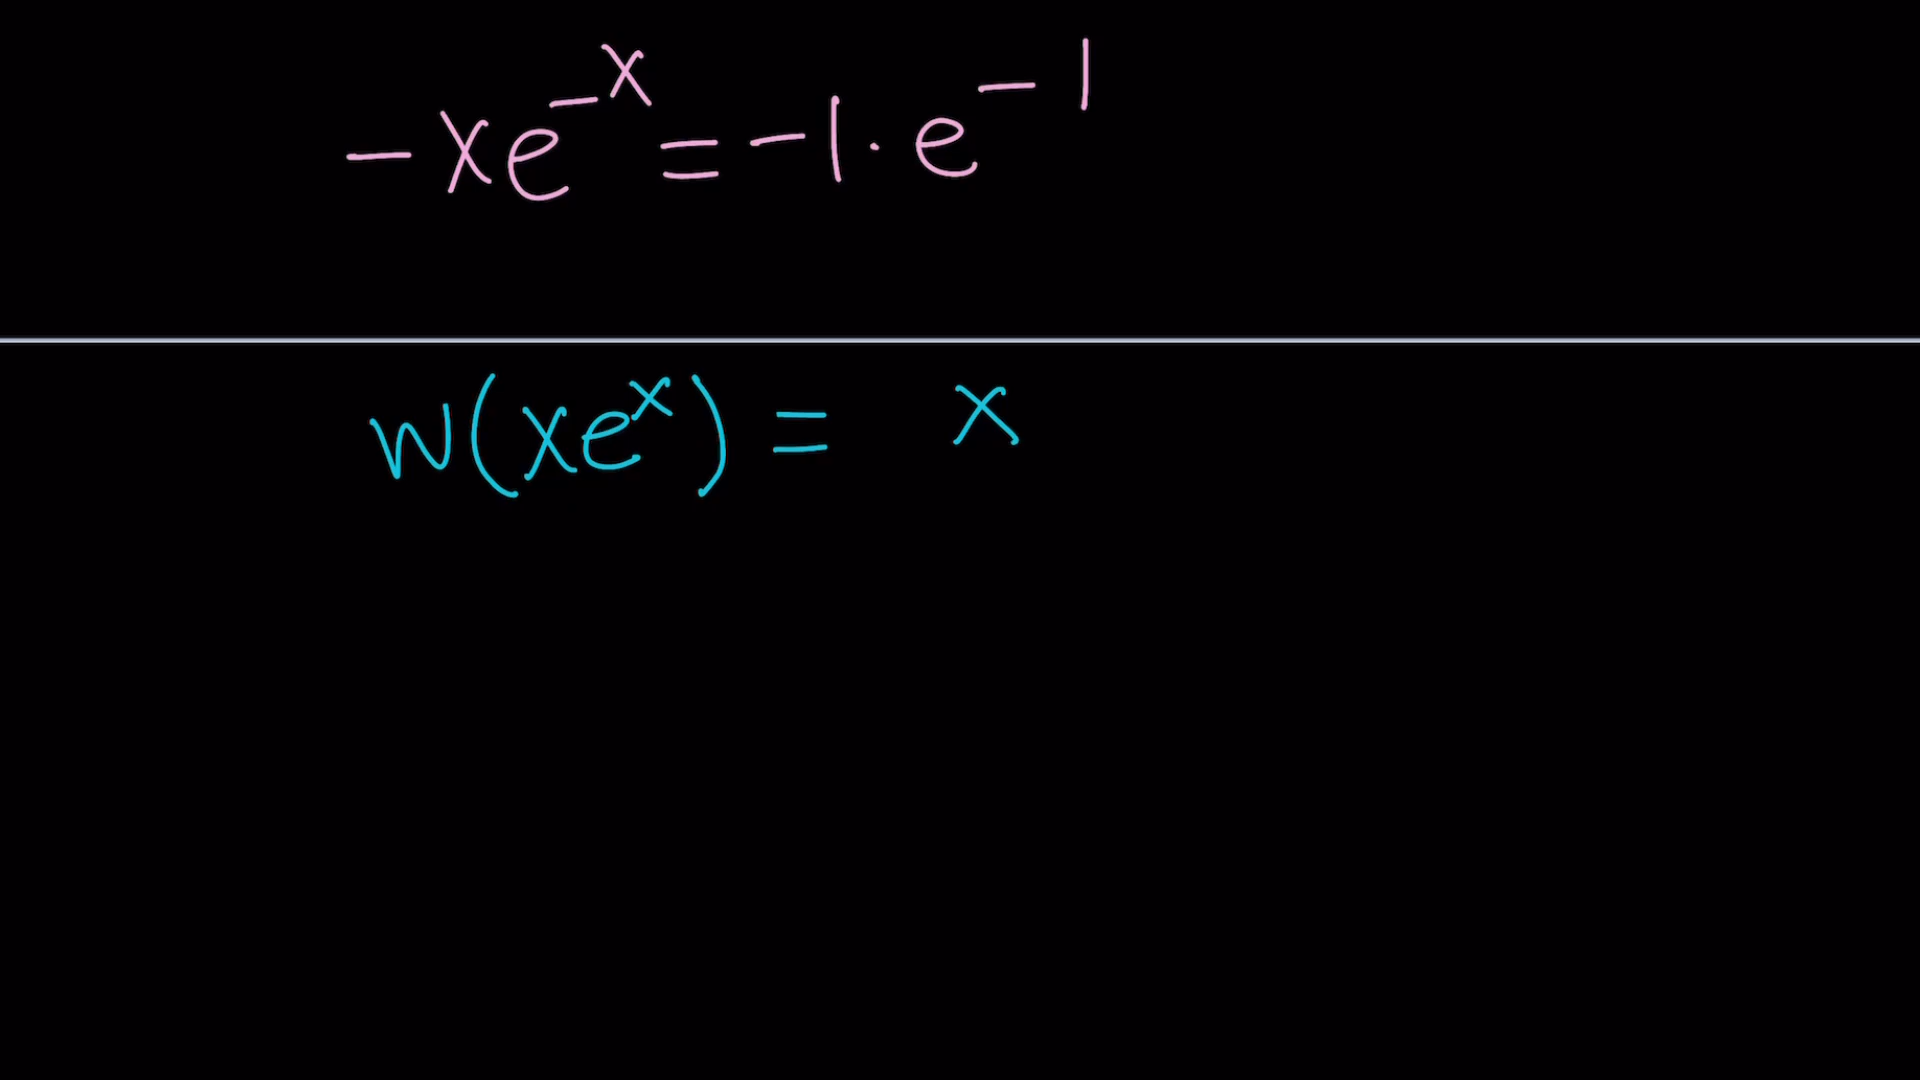 -xe^{-x} = -1 · e^{-1}
W(xe^x) = x